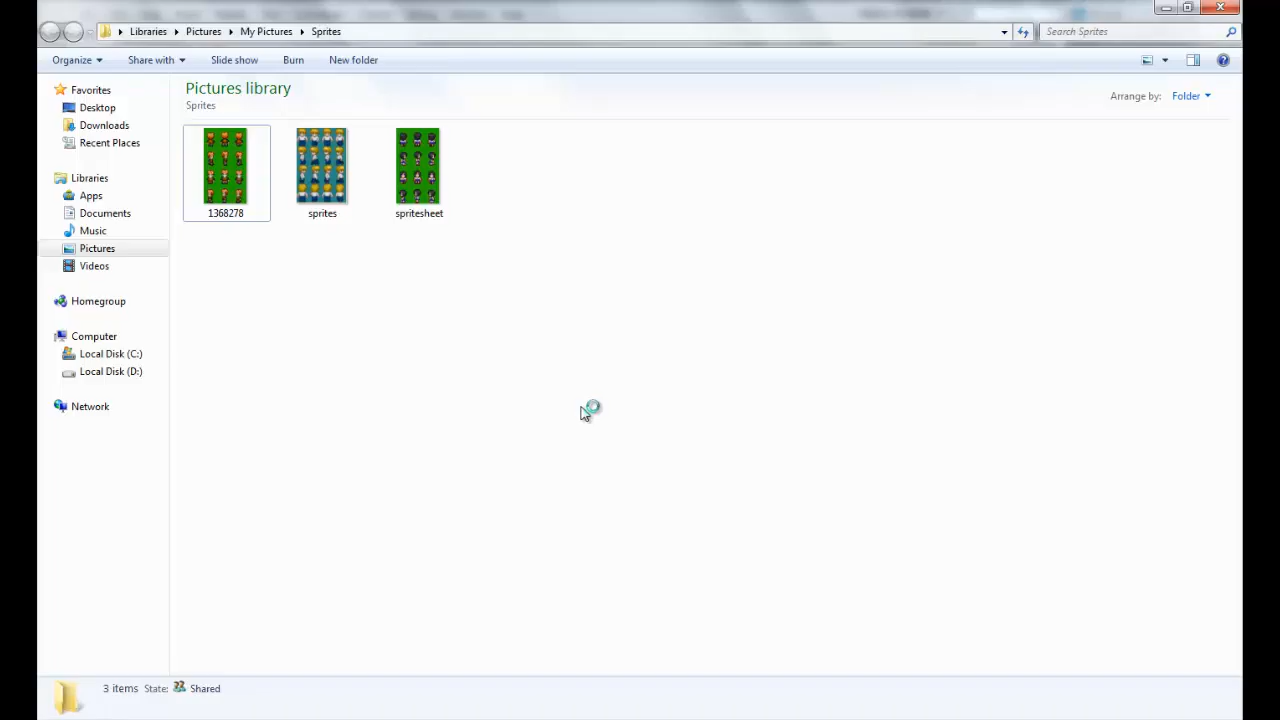 Libraries Pictures My Pictures Sprites
Search Sprites
Organize Share with Slide show Burn New folder
Pictures library
Sprites
Arrange by: Folder
Favorites
Desktop
Downloads
Recent Places
Libraries
Apps
Documents
Music
Pictures
Videos
Homegroup
Computer
Local Disk (C:)
Local Disk (D:)
Network
1368278 sprites spritesheet
3 items State: Shared